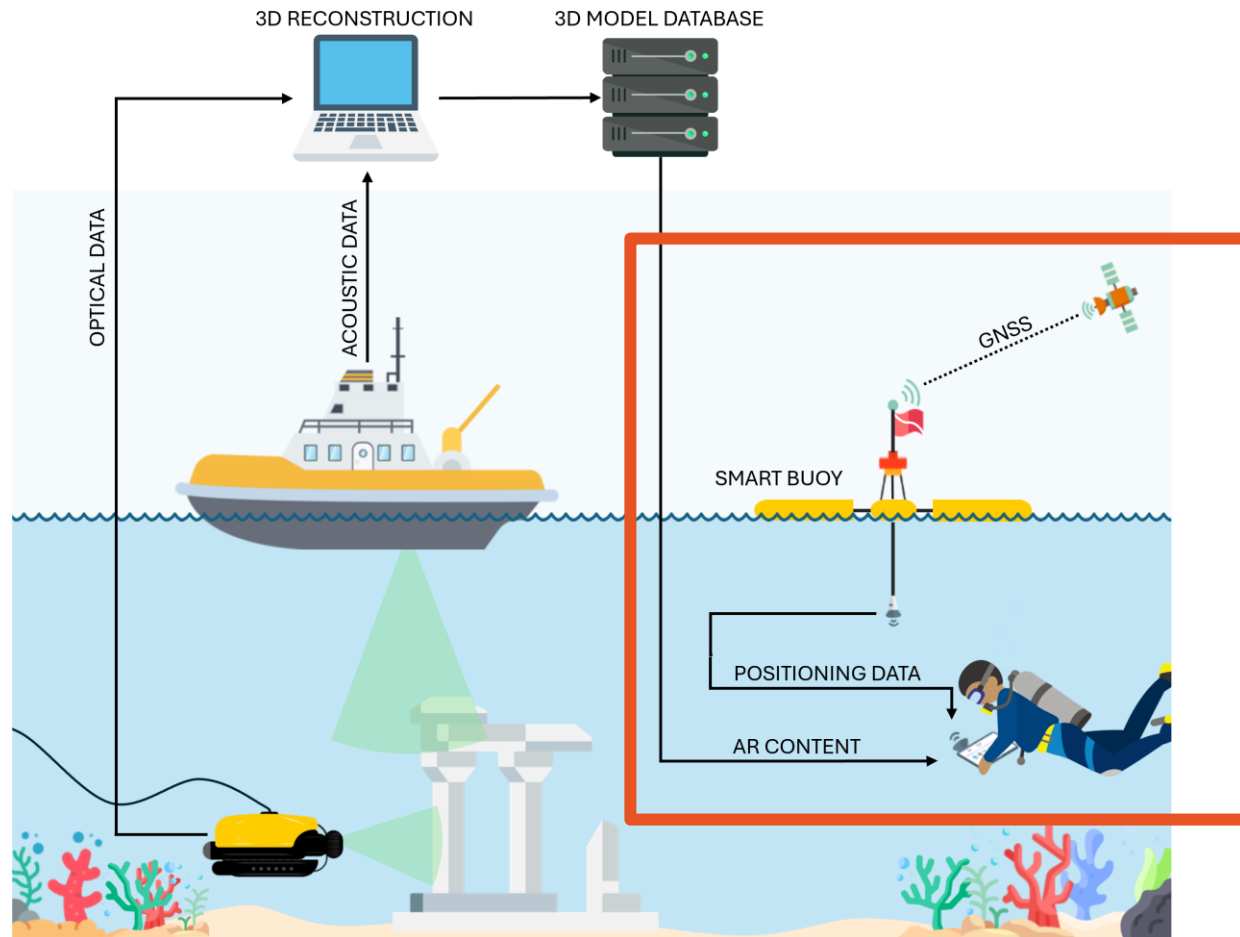 3D RECONSTRUCTION
3D MODEL DATABASE
OPTICAL DATA
ACOUSTIC DATA
GNSS
SMART BUOY
POSITIONING DATA
AR CONTENT